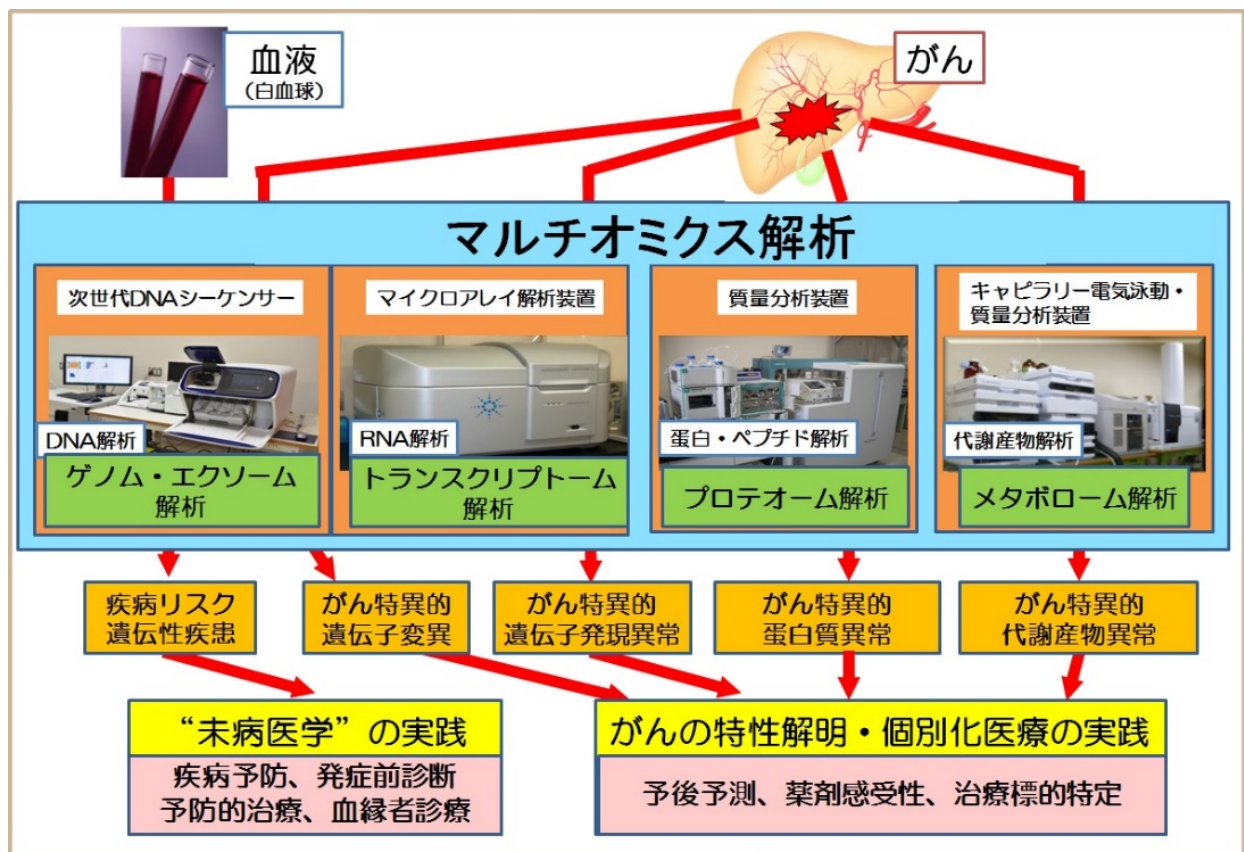 血液
（白血球）
がん
マルチオミクス解析
次世代DNAシーケンサー
DNA解析
ゲノム・エクソーム
解析
マイクロアレイ解析装置
RNA解析
トランスクリプトーム
解析
質量分析装置
蛋白・ペプチド解析
プロテオーム解析
キャピラリー電気泳動・
質量分析装置
代謝産物解析
メタボローム解析
疾病リスク
遺伝性疾患
がん特異的
遺伝子変異
がん特異的
遺伝子発現異常
がん特異的
蛋白質異常
がん特異的
代謝産物異常
“未病医学”の実践
疾病予防、発症前診断
予防的治療、血縁者診療
がんの特性解明・個別化医療の実践
予後予測、薬剤感受性、治療標的特定